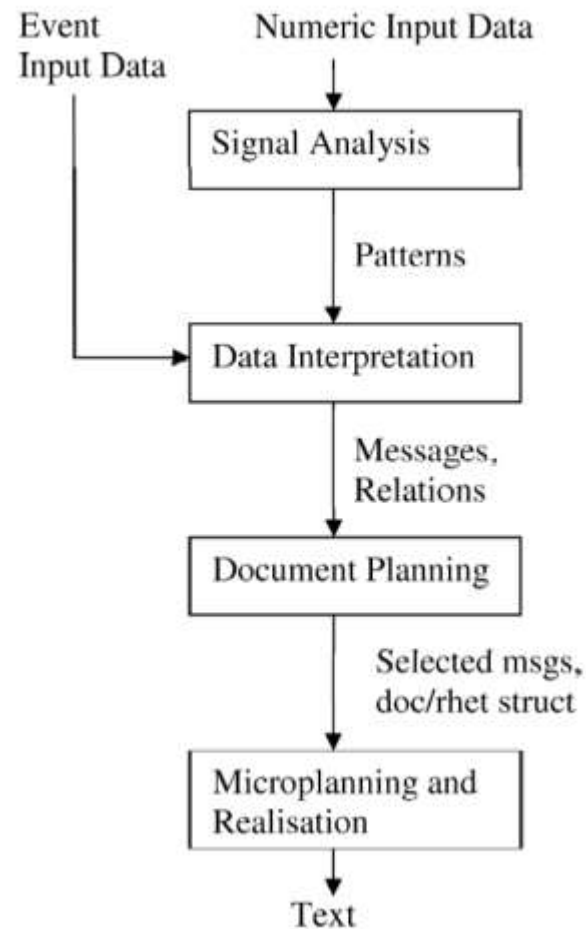 Event
Input Data
Numeric Input Data
Signal Analysis
Patterns
Data Interpretation
Messages,
Relations
Document Planning
Selected msgs,
doc/rhet struct
Microplanning and
Realisation
Text